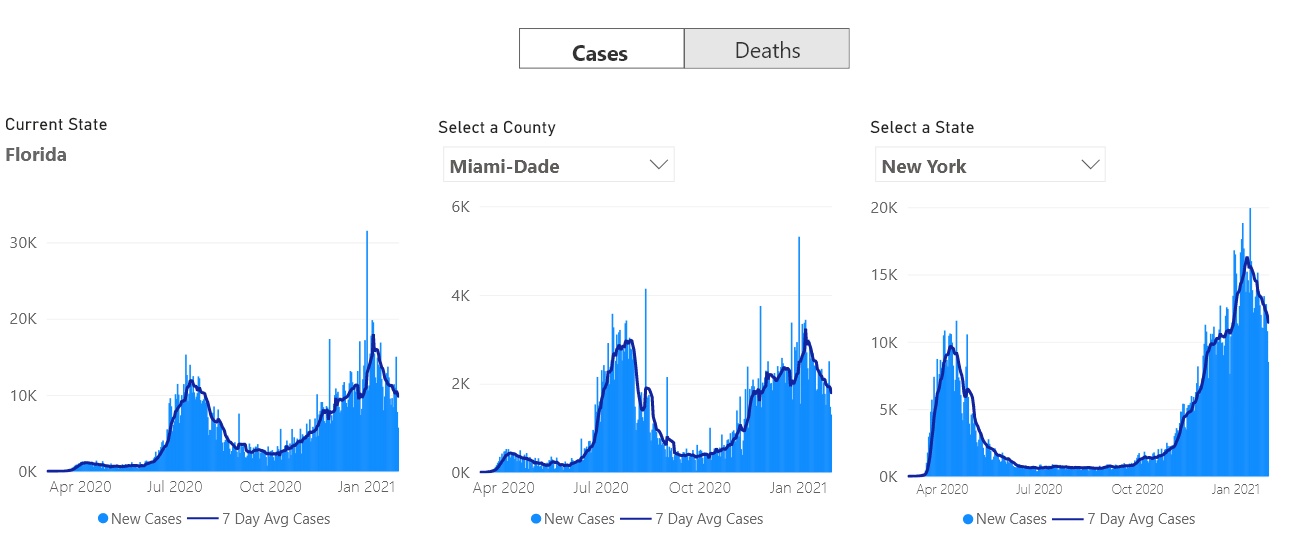 Cases Deaths
Current State
Florida
30K
20K
10K
0K
Apr 2020 Jul 2020 Oct 2020 Jan 2021
New Cases 7 Day Avg Cases
Select a County
Miami-Dade
6K
4K
2K
0K
Apr 2020 Jul 2020 Oct 2020 Jan 2021
New Cases 7 Day Avg Cases
Select a State
New York
20K
15K
10K
5K
0K
Apr 2020 Jul 2020 Oct 2020 Jan 2021
New Cases 7 Day Avg Cases